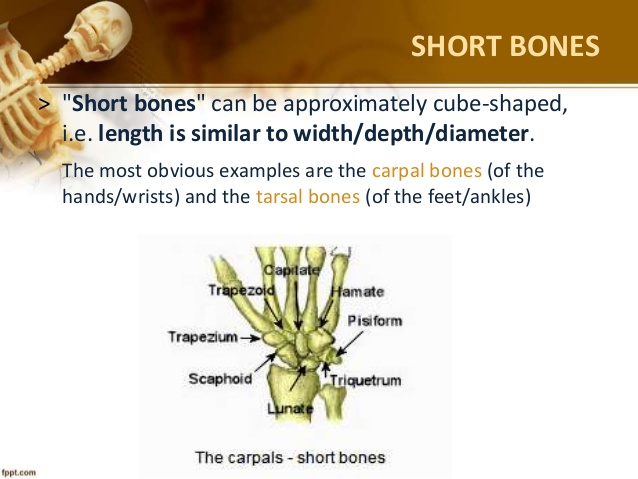 SHORT BONES
> "Short bones" can be approximately cube-shaped,
i.e. length is similar to width/depth/diameter.
The most obvious examples are the carpal bones (of the
hands/wrists) and the tarsal bones (of the feet/ankles)
Capitate
Trapezoid
Hamate
Pisiform
Trapezium
Scaphoid
Triquetrum
Lunate
The carpals - short bones
fppt.com